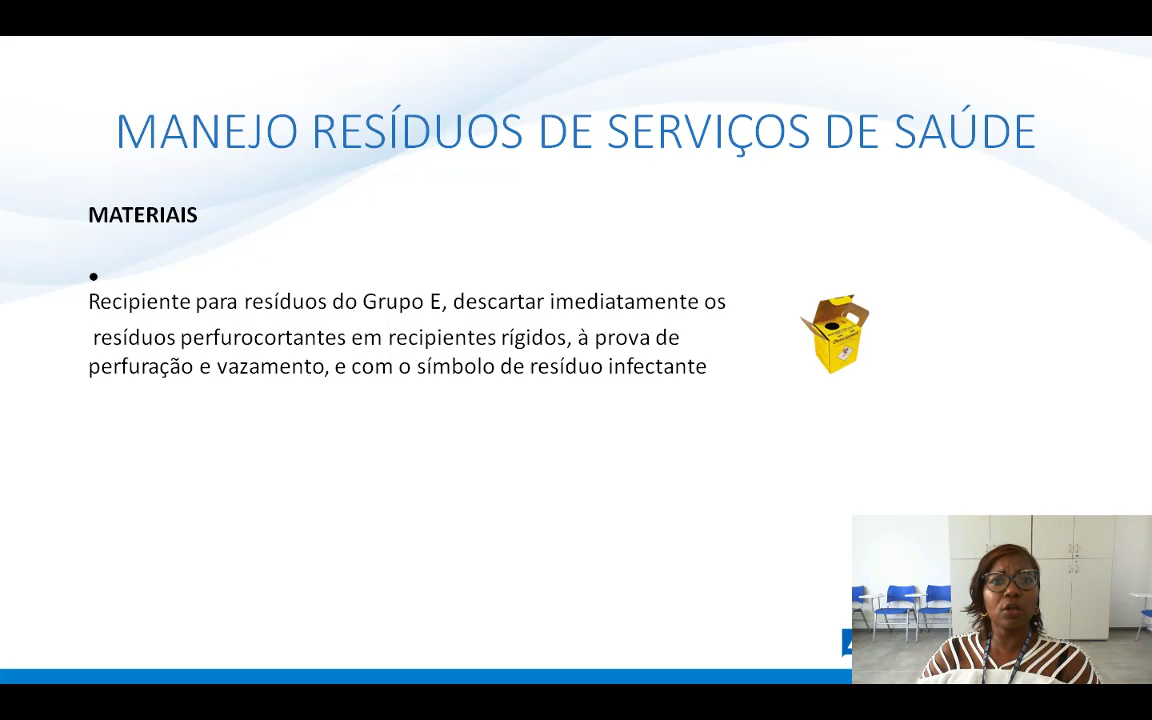 MANEJO RESÍDUOS DE SERVIÇOS DE SAÚDE
MATERIAIS
•
Recipiente para resíduos do Grupo E, descartar imediatamente os
resíduos perfurocortantes em recipientes rígidos, à prova de
perfuração e vazamento, e com o símbolo de resíduo infectante